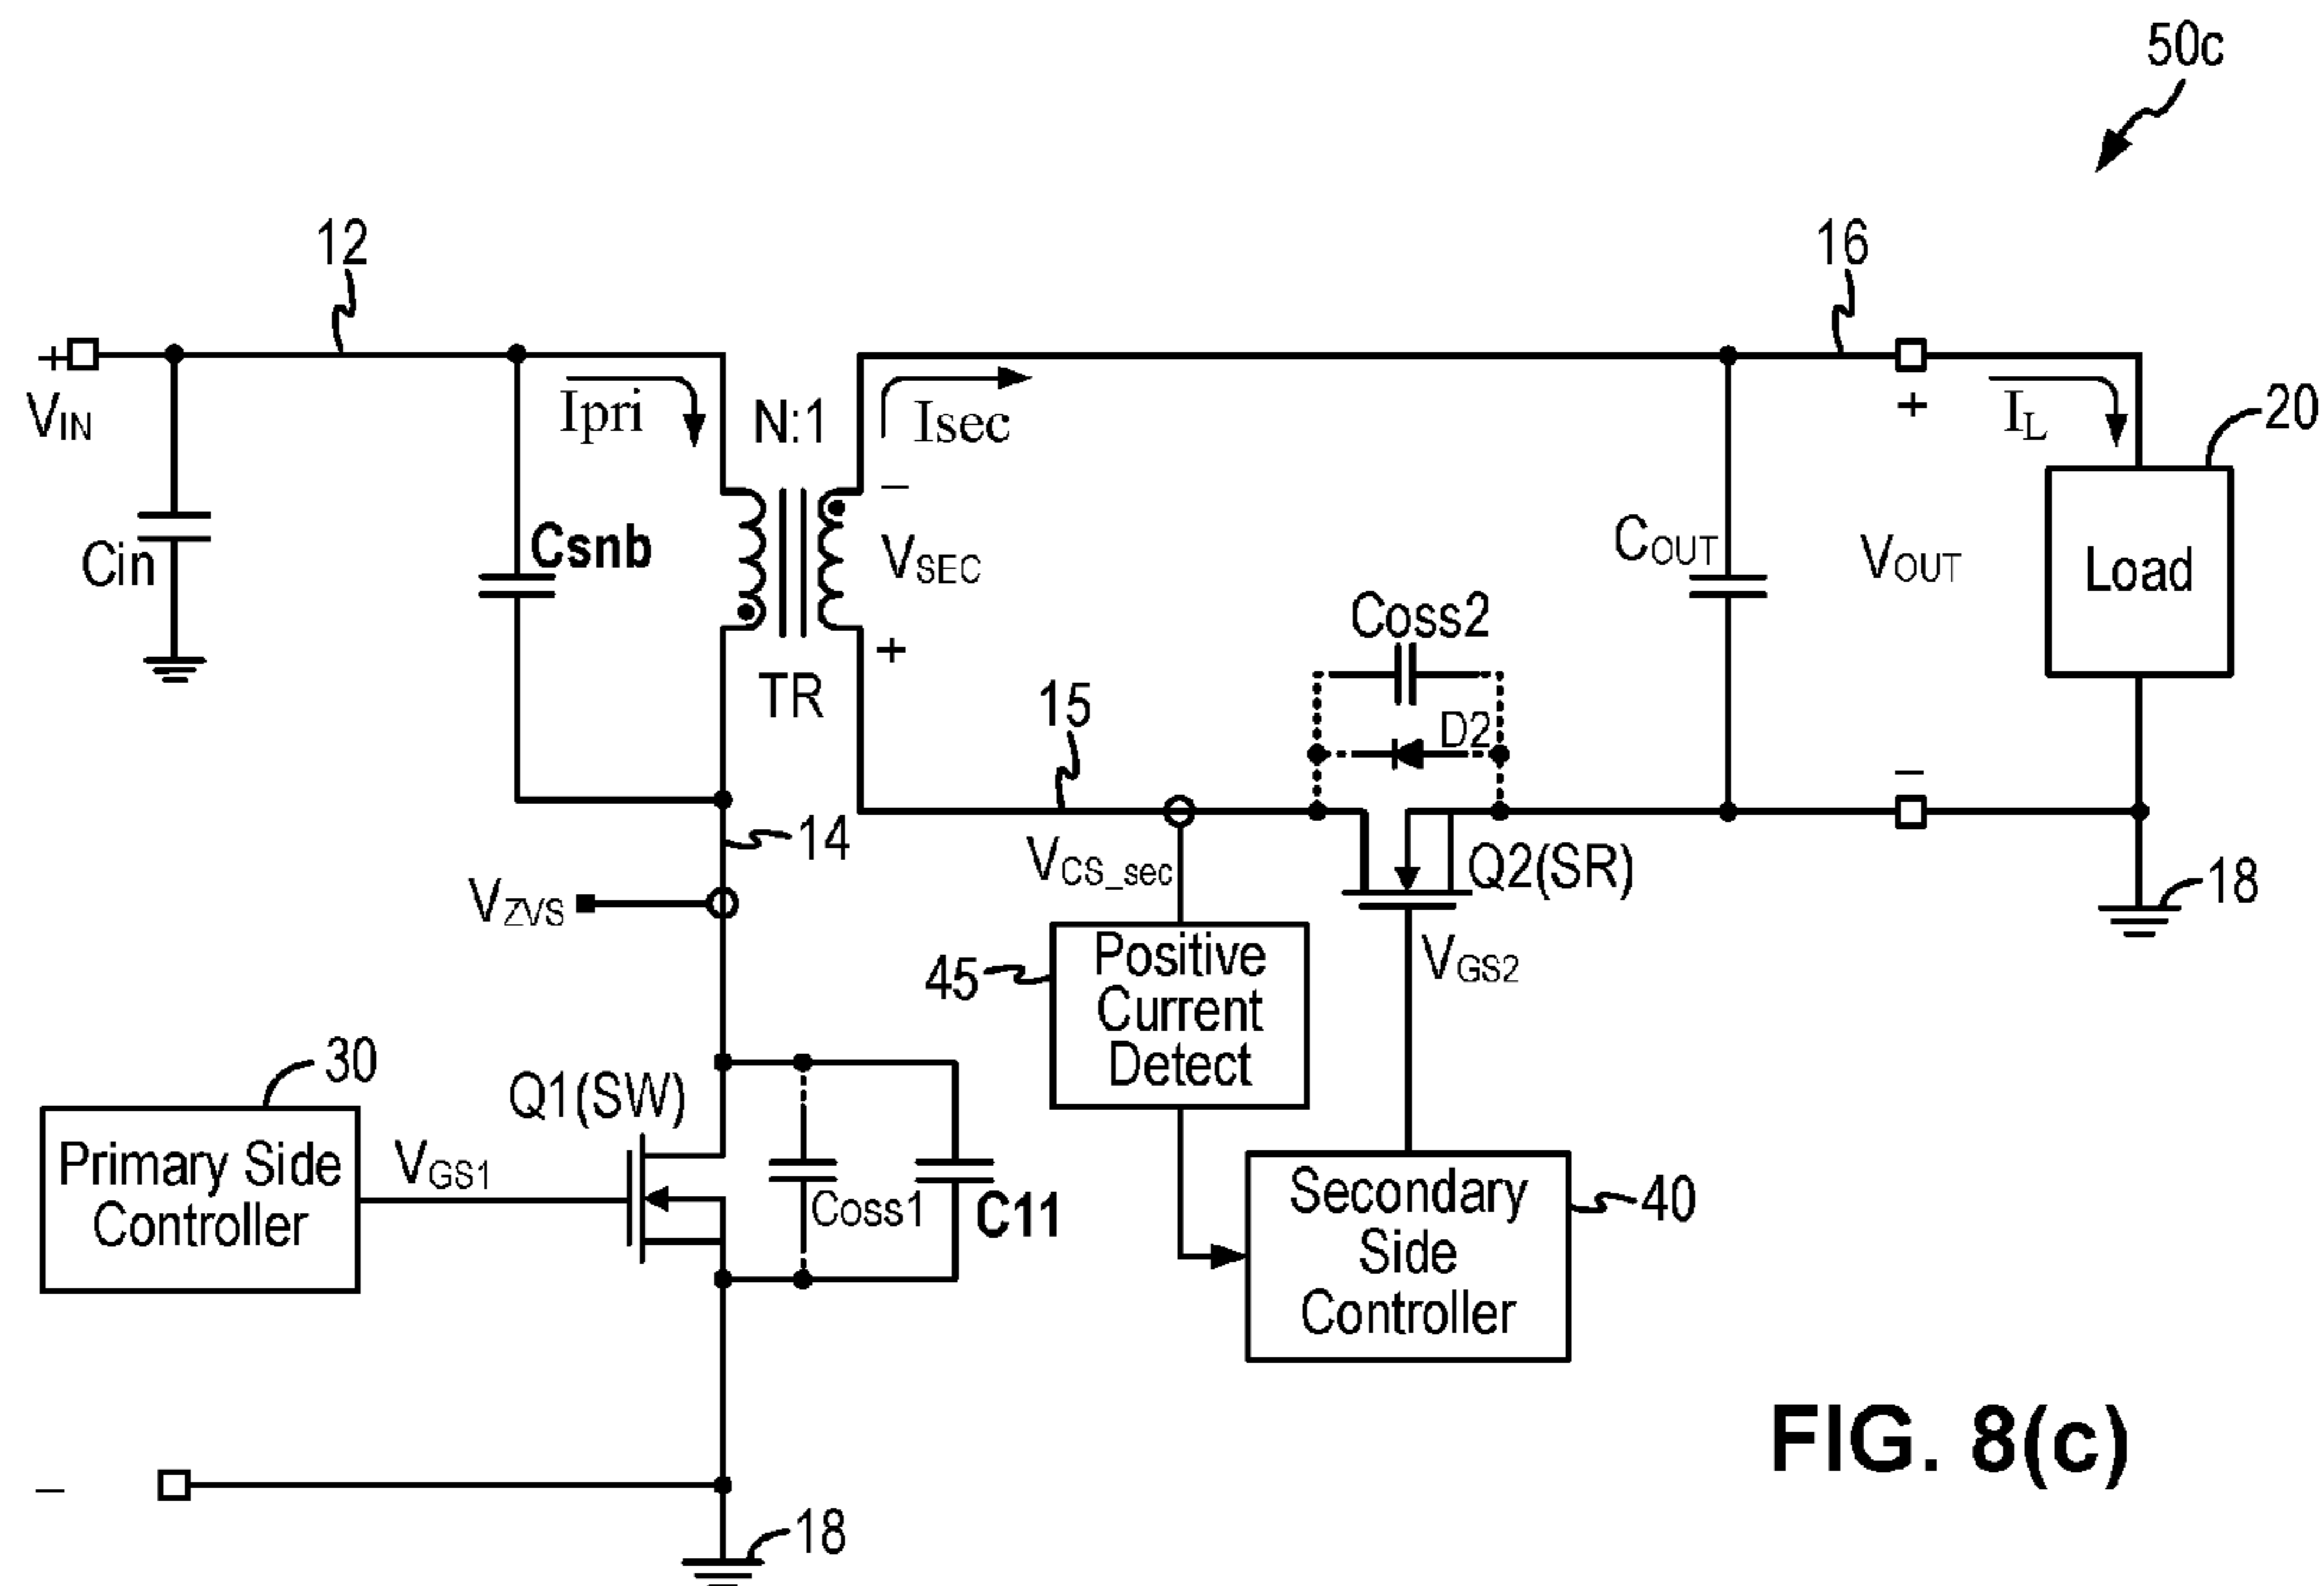 50c
12
16
+
VIN
Ipri
N:1
Isec
+
IL
20
Cin
Csnb
−
VSEC
+
TR
COUT
VOUT
Load
Coss2
D2
15
−
14
VCS_sec
Q2(SR)
18
VZVS
45
Positive
Current
Detect
VGS2
30
Q1(SW)
Primary Side
Controller
VGS1
Coss1
C11
Secondary
Side
Controller
40
FIG. 8(c)
−
18